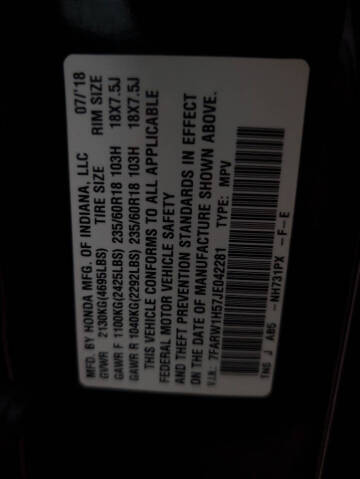 MFD. BY HONDA MFG. OF INDIANA, LLC 07/'18
GVWR 2130KG(4695LBS) TIRE SIZE RIM SIZE
GAWR F 1100KG(2425LBS) 235/60R18 103H 18X7.5J
GAWR R 1040KG(2292LBS) 235/60R18 103H 18X7.5J
THIS VEHICLE CONFORMS TO ALL APPLICABLE
FEDERAL MOTOR VEHICLE SAFETY
AND THEFT PREVENTION STANDARDS IN EFFECT
ON THE DATE OF MANUFACTURE SHOWN ABOVE.
V.I.N.: 7FARW1H57JE042281 TYPE: MPV
TNG J AB5 -NH731PX -F-E